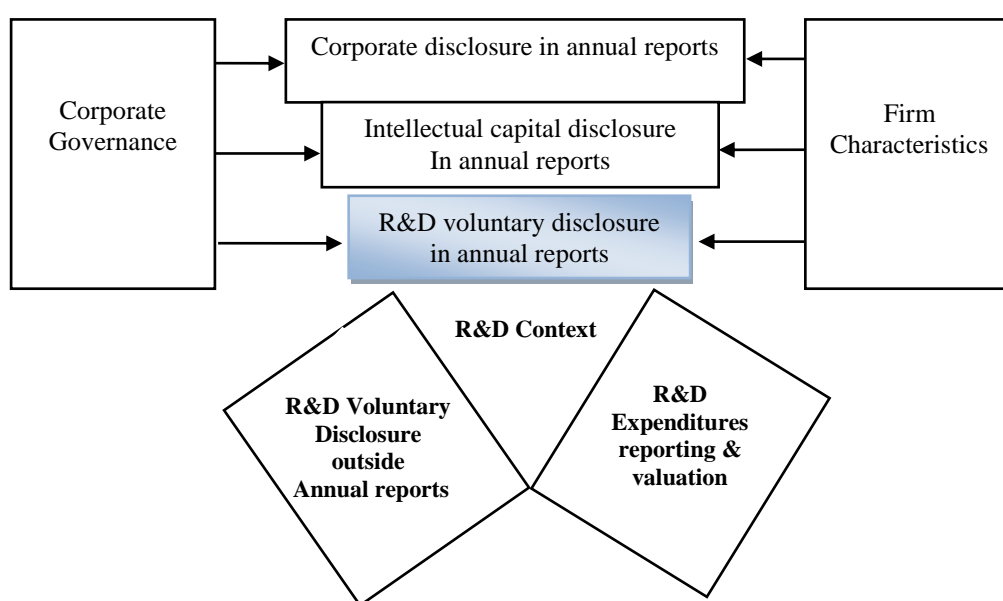 Corporate disclosure in annual reports
Corporate
Governance
Firm
Characteristics
Intellectual capital disclosure
In annual reports
R&D voluntary disclosure
in annual reports
R&D Context
R&D Voluntary
Disclosure
outside
Annual reports
R&D
Expenditures
reporting &
valuation